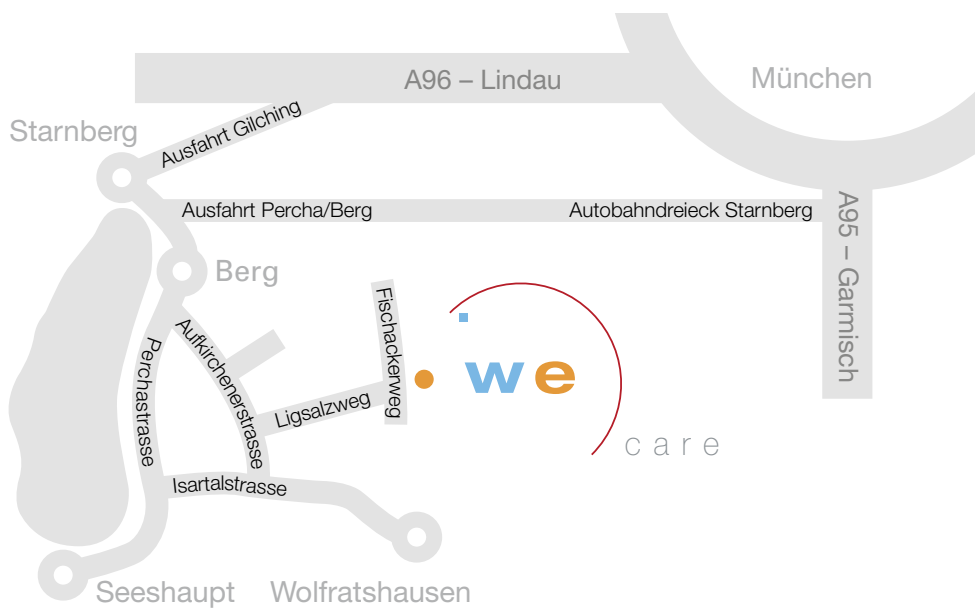 A96 – Lindau
München
Starnberg
Ausfahrt Gilching
Ausfahrt Percha/Berg
Autobahndreieck Starnberg
A95 – Garmisch
Berg
Fischackerweg
Aufkirchenerstrasse
Perchastrasse
Ligsalzweg
we
care
Isartalstrasse
Seeshaupt
Wolfratshausen